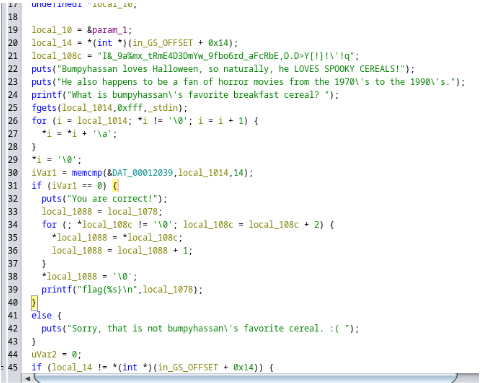 17 undefined1 *local_10;
18
19 local_10 = &param_1;
20 local_14 = *(int *)(in_GS_OFFSET + 0x14);
21 local_108c = "I&_9a%mx_tRmE4D3DmYw_9fbo6rd_aFcRbE,D.D>Y[!]!\'!q";
22 puts("Bumpyhassan loves Halloween, so naturally, he LOVES SPOOKY CEREALS!");
23 puts("He also happens to be a fan of horror movies from the 1970\'s to the 1990\'s.");
24 printf("What is bumpyhassan\'s favorite breakfast cereal? ");
25 fgets(local_1014,0xfff,_stdin);
26 for (i = local_1014; *i != '\0'; i = i + 1) {
27 *i = *i + '\a';
28 }
29 *i = '\0';
30 iVar1 = memcmp(&DAT_00012039,local_1014,14);
31 if (iVar1 == 0) {
32 puts("You are correct!");
33 local_1088 = local_1078;
34 for (; *local_108c != '\0'; local_108c = local_108c + 2) {
35 *local_1088 = *local_108c;
36 local_1088 = local_1088 + 1;
37 }
38 *local_1088 = '\0';
39 printf("flag{%s}\n",local_1078);
40 }
41 else {
42 puts("Sorry, that is not bumpyhassan\'s favorite cereal. :( ");
43 }
44 uVar2 = 0;
45 if (local_14 != *(int *)(in_GS_OFFSET + 0x14)) {